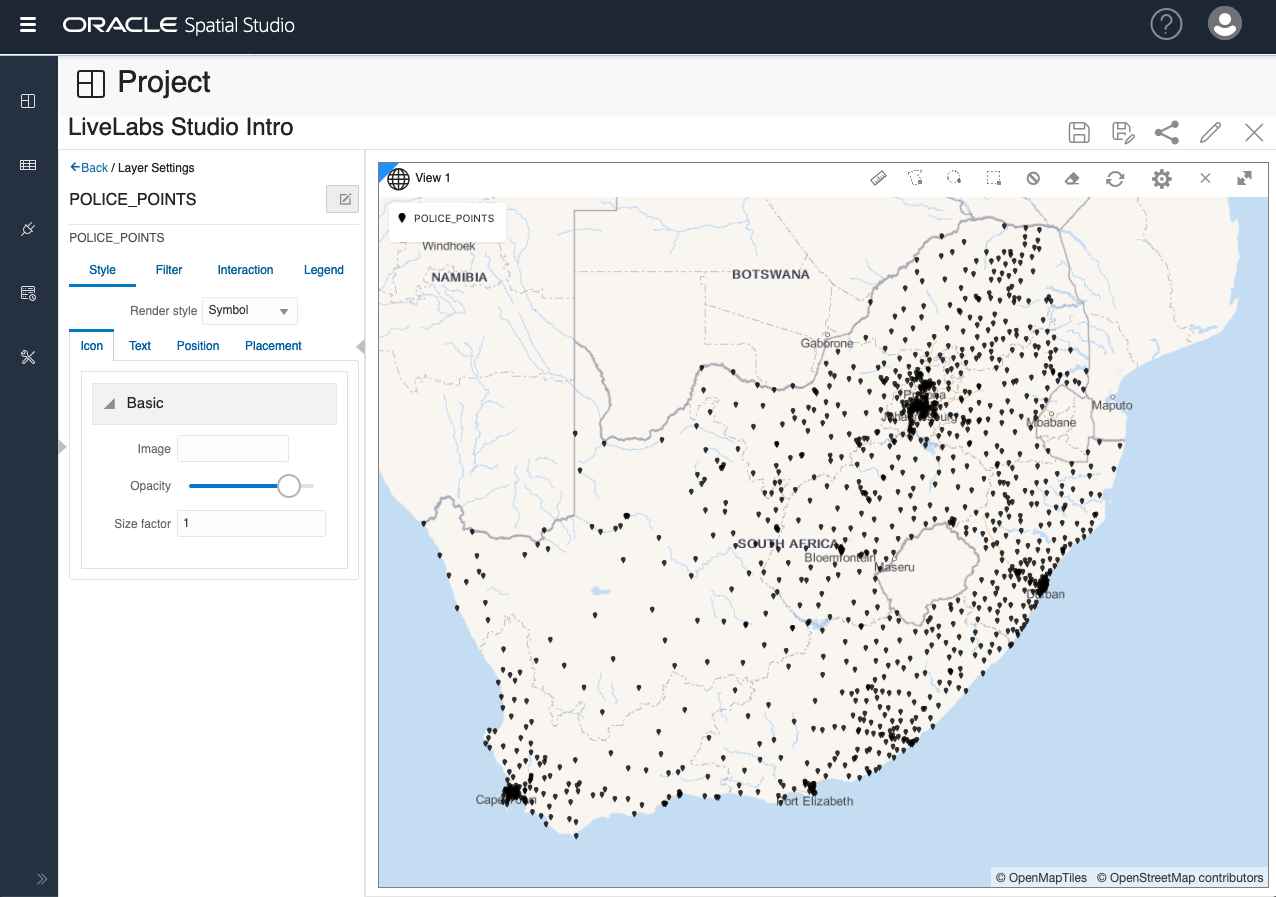 ORACLE Spatial Studio
?
Project
LiveLabs Studio Intro
Back / Layer Settings
POLICE_POINTS
POLICE_POINTS
Style Filter Interaction Legend
Render style Symbol
Icon Text Position Placement
Basic
Image
Opacity
Size factor 1
View 1
POLICE_POINTS
Windhoek
NAMIBIA
BOTSWANA
Gaborone
Pretoria
Johannesburg
Maputo
Mbabane
SOUTH AFRICA
Bloemfontein
Maseru
Durban
Cape Town
Port Elizabeth
© OpenMapTiles © OpenStreetMap contributors